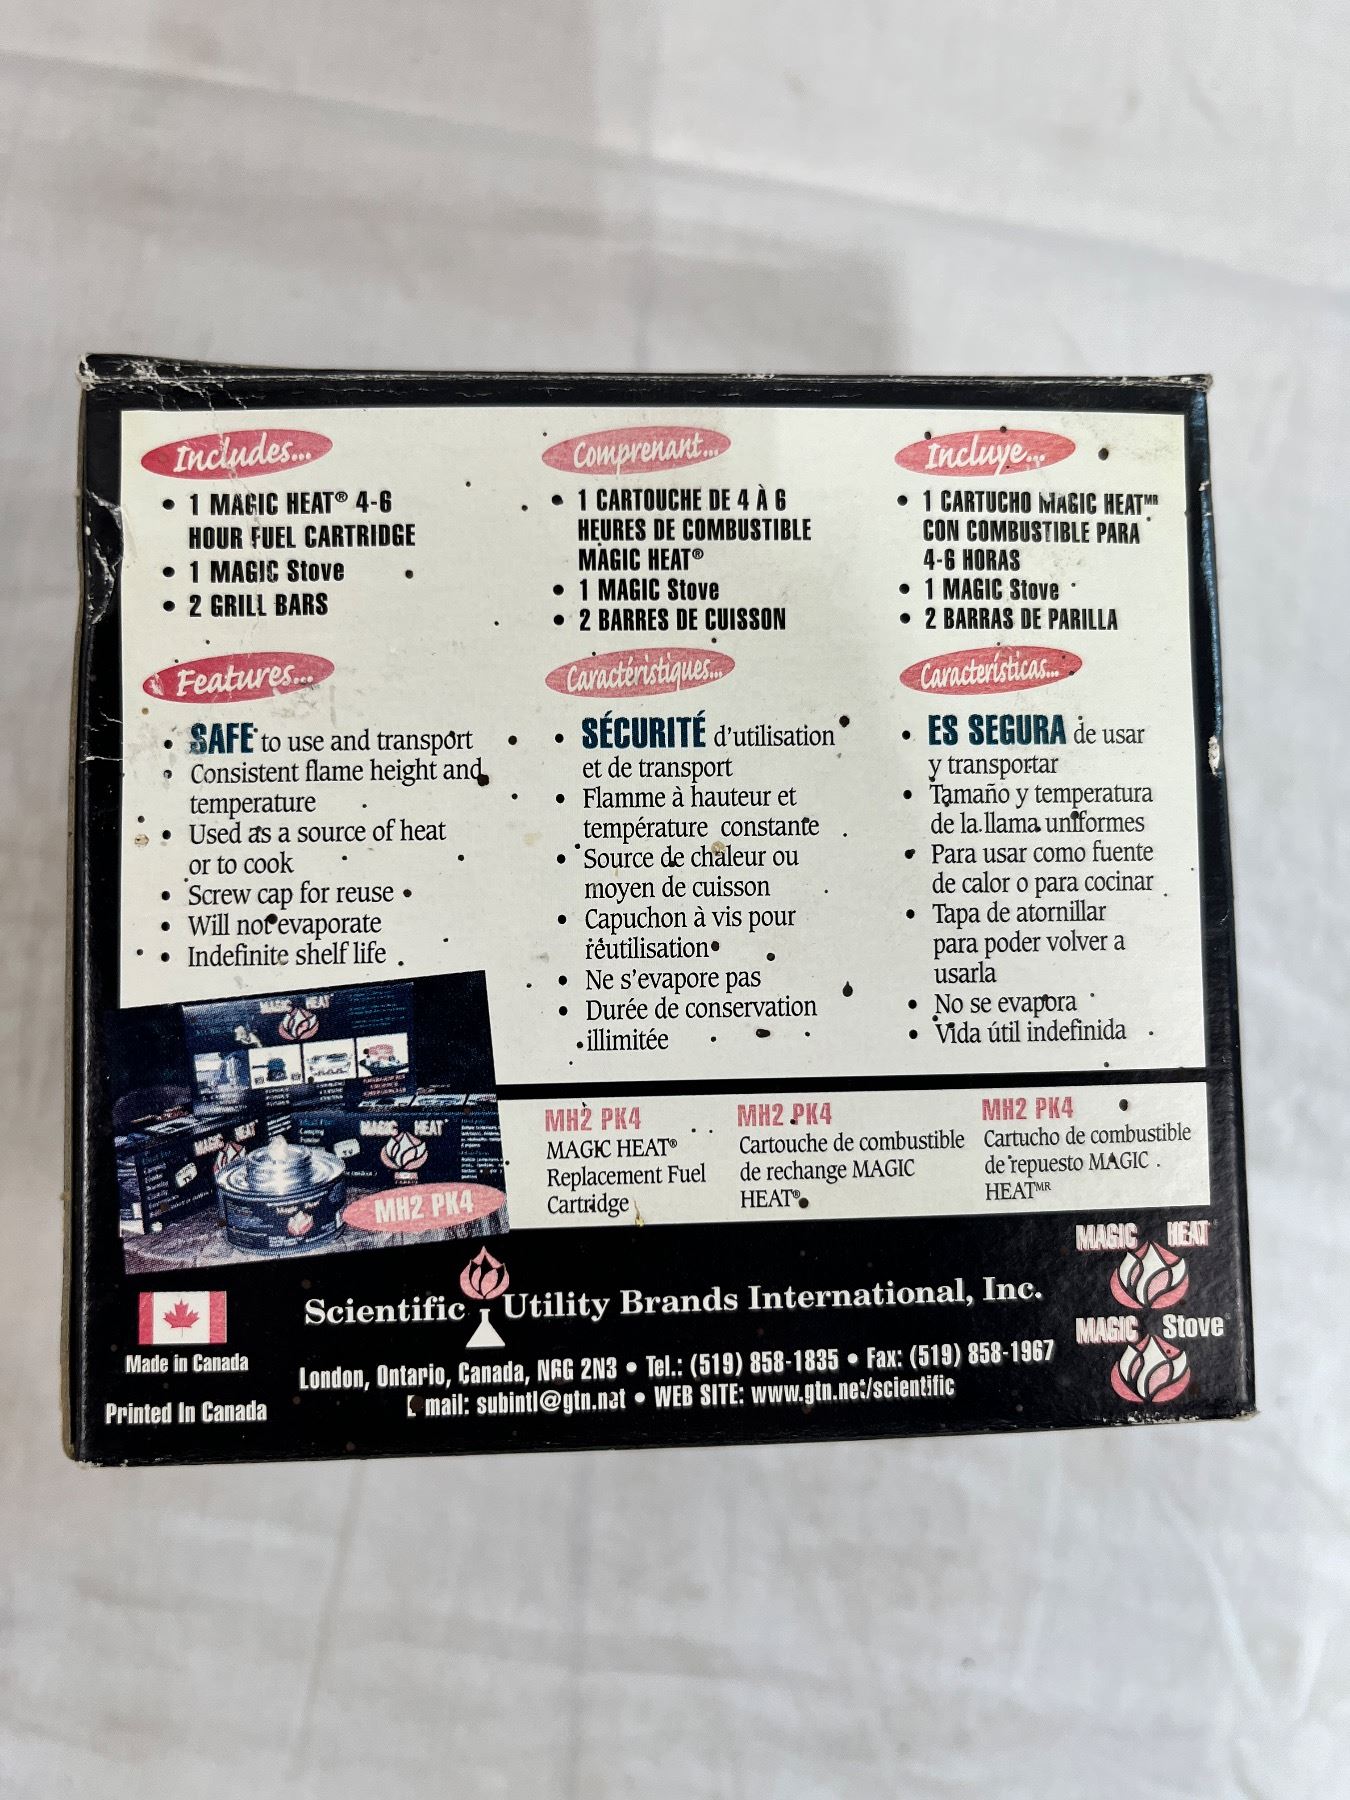 Includes...
• 1 MAGIC HEAT® 4-6
HOUR FUEL CARTRIDGE
• 1 MAGIC Stove
• 2 GRILL BARS
Features...
• SAFE to use and transport
• Consistent flame height and
temperature
• Used as a source of heat
or to cook
• Screw cap for reuse
• Will not evaporate
• Indefinite shelf life
Comprenant...
• 1 CARTOUCHE DE 4 À 6
HEURES DE COMBUSTIBLE
MAGIC HEAT®
• 1 MAGIC Stove
• 2 BARRES DE CUISSON
Caractéristiques...
• SÉCURITÉ d'utilisation
et de transport
• Flamme à hauteur et
température constante
• Source de chaleur ou
moyen de cuisson
• Capuchon à vis pour
réutilisation
• Ne s'evapore pas
• Durée de conservation
illimitée
Incluye...
• 1 CARTUCHO MAGIC HEATMR
CON COMBUSTIBLE PARA
4-6 HORAS
• 1 MAGIC Stove
• 2 BARRAS DE PARILLA
Características...
• ES SEGURA de usar
y transportar
• Tamaño y temperatura
de la llama uniformes
• Para usar como fuente
de calor o para cocinar
• Tapa de atornillar
para poder volver a
usarla
• No se evapora
• Vida útil indefinida
MAGIC HEAT
MAGIC HEAT
MAGIC HEAT
MH2 PK4
MH2 PK4
MAGIC HEAT®
Replacement Fuel
Cartridge
MH2 PK4
Cartouche de combustible
de rechange MAGIC
HEAT®
MH2 PK4
Cartucho de combustible
de repuesto MAGIC
HEATMR
Made in Canada
Printed In Canada
Scientific Utility Brands International, Inc.
London, Ontario, Canada, N6G 2N3 • Tel.: (519) 858-1835 • Fax: (519) 858-1967
E mail: subintl@gtn.net • WEB SITE: www.gtn.net/scientific
MAGIC HEAT
MAGIC Stove